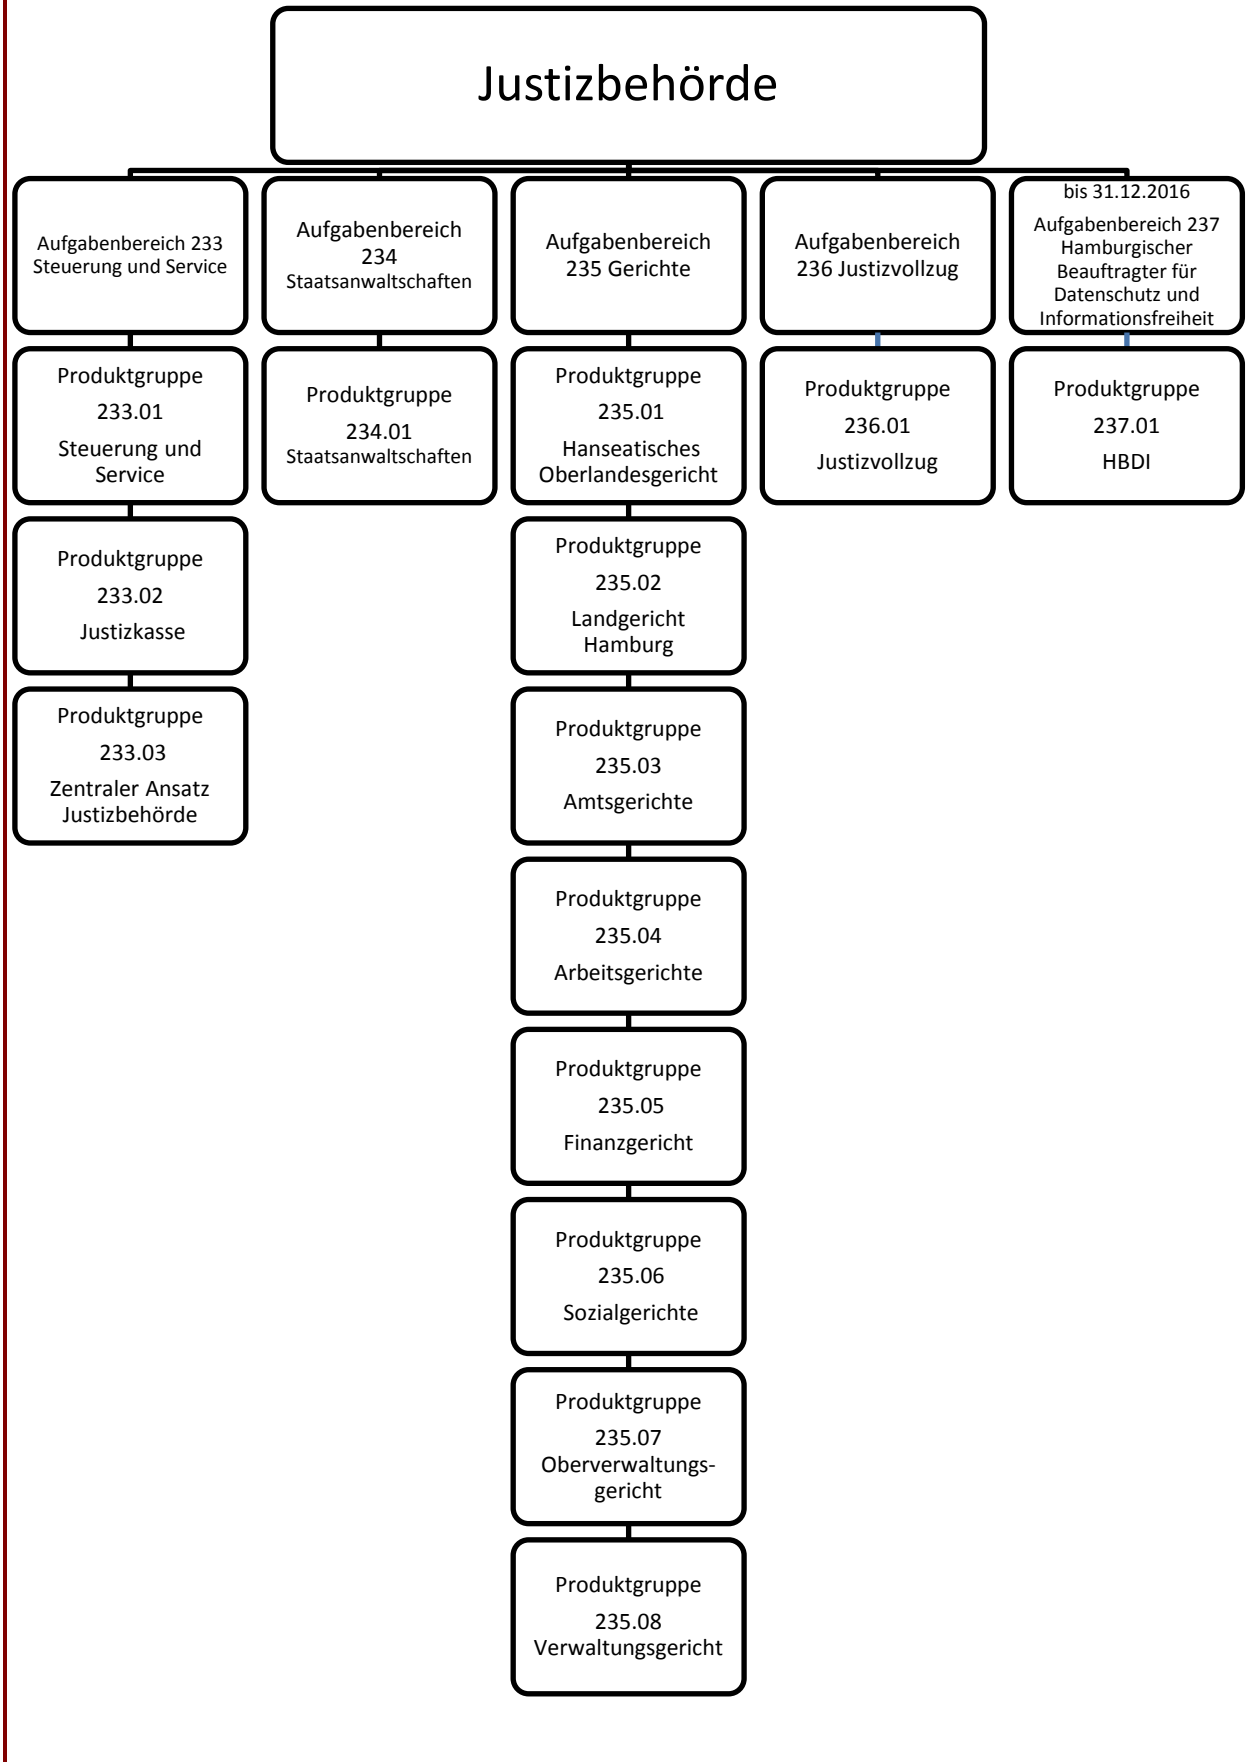 Justizbehörde
Aufgabenbereich 233
Steuerung und Service
Produktgruppe
233.01
Steuerung und
Service
Produktgruppe
233.02
Justizkasse
Produktgruppe
233.03
Zentraler Ansatz
Justizbehörde
Aufgabenbereich
234
Staatsanwaltschaften
Produktgruppe
234.01
Staatsanwaltschaften
Aufgabenbereich
235 Gerichte
Produktgruppe
235.01
Hanseatisches
Oberlandesgericht
Produktgruppe
235.02
Landgericht
Hamburg
Produktgruppe
235.03
Amtsgerichte
Produktgruppe
235.04
Arbeitsgerichte
Produktgruppe
235.05
Finanzgericht
Produktgruppe
235.06
Sozialgerichte
Produktgruppe
235.07
Oberverwaltungs-
gericht
Produktgruppe
235.08
Verwaltungsgericht
Aufgabenbereich
236 Justizvollzug
Produktgruppe
236.01
Justizvollzug
bis 31.12.2016
Aufgabenbereich 237
Hamburgischer
Beauftragter für
Datenschutz und
Informationsfreiheit
Produktgruppe
237.01
HBDI